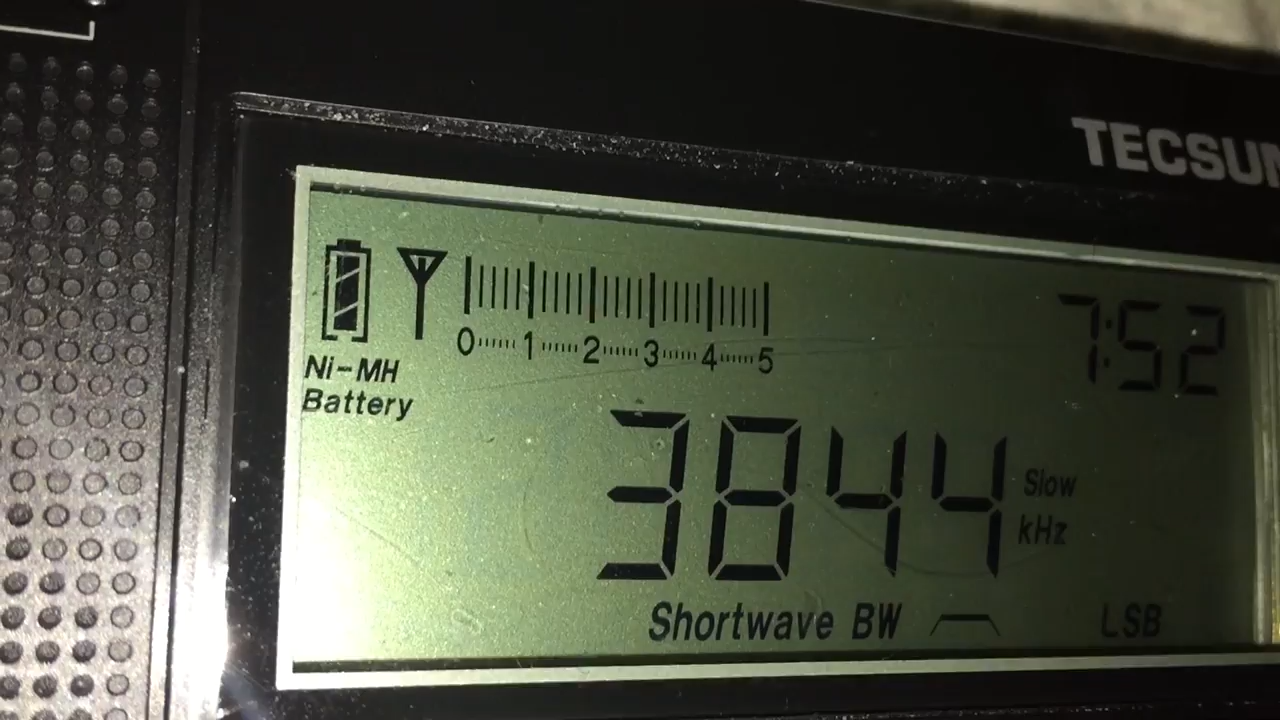 TECSUN
0 1 2 3 4 5
7:52
Ni-MH
Battery
3844
Slow
kHz
Shortwave BW
LSB